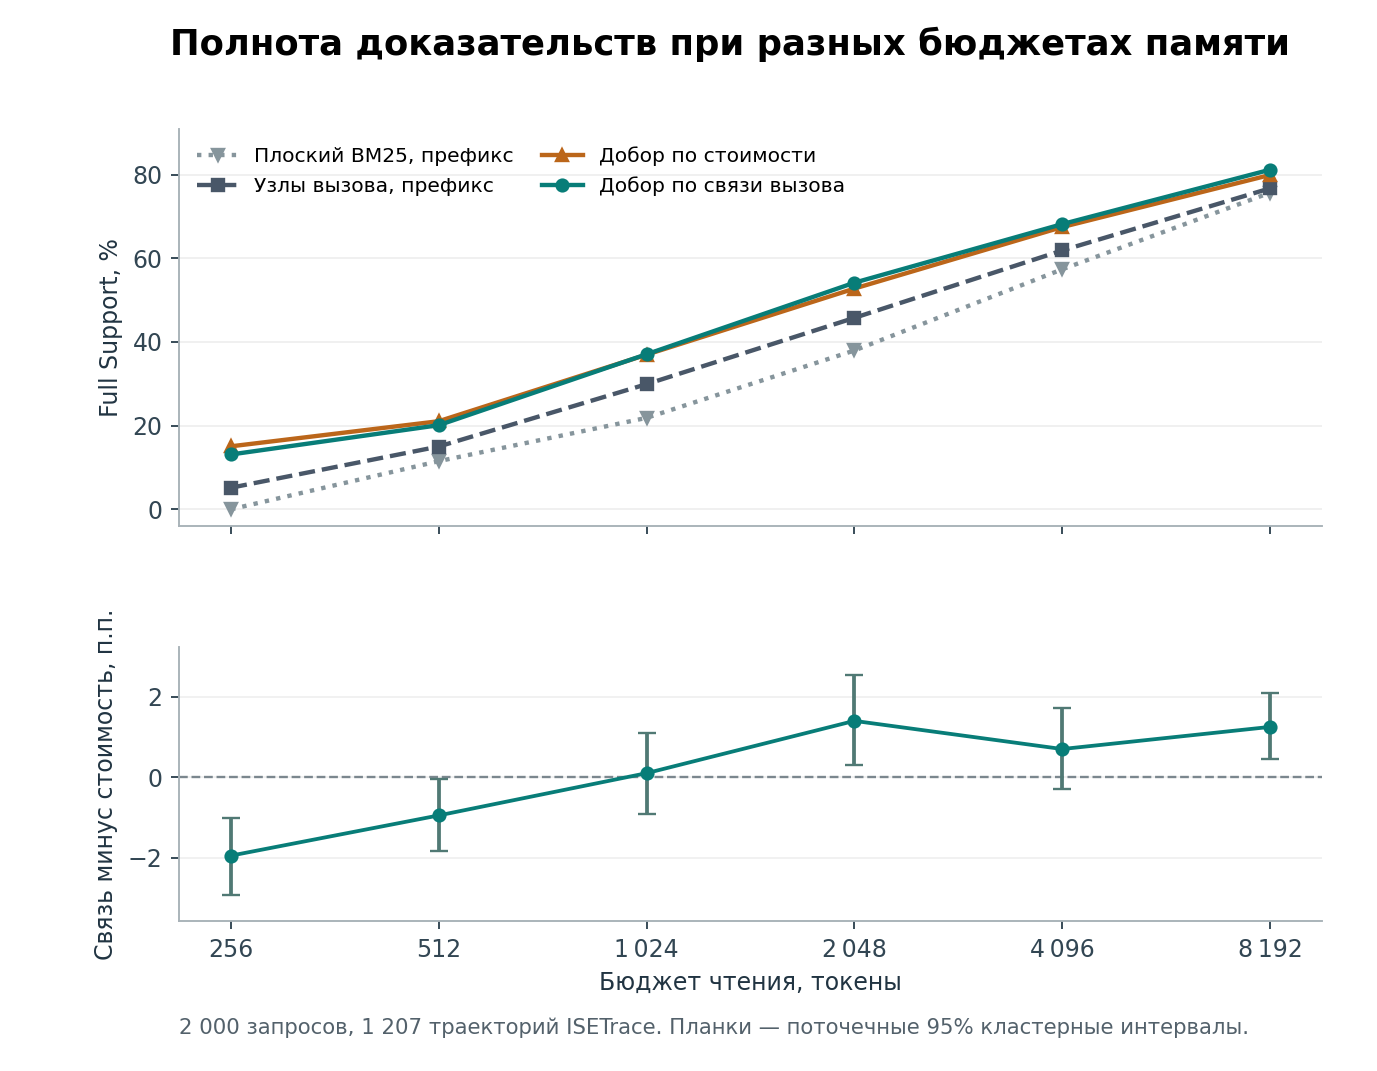 Полнота доказательств при разных бюджетах памяти
Плоский BM25, префикс
Узлы вызова, префикс
Добор по стоимости
Добор по связи вызова
Full Support, %
80
60
40
20
0
Связь минус стоимость, п.п.
2
0
−2
256 512 1 024 2 048 4 096 8 192
Бюджет чтения, токены
2 000 запросов, 1 207 траекторий ISETrace. Планки — поточечные 95% кластерные интервалы.